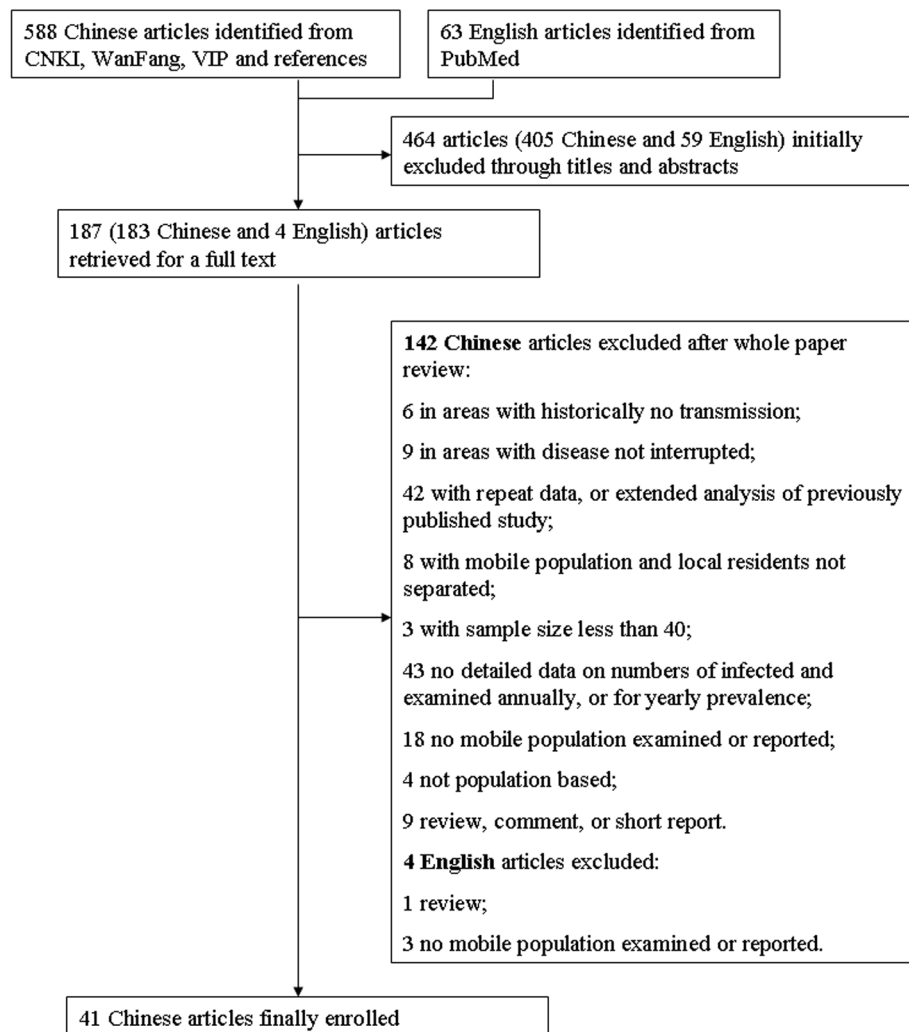 588 Chinese articles identified from
CNKI, WanFang, VIP and references
63 English articles identified from
PubMed
464 articles (405 Chinese and 59 English) initially
excluded through titles and abstracts
187 (183 Chinese and 4 English) articles
retrieved for a full text
142 Chinese articles excluded after whole paper
review:
6 in areas with historically no transmission;
9 in areas with disease not interrupted;
42 with repeat data, or extended analysis of previously
published study;
8 with mobile population and local residents not
separated;
3 with sample size less than 40;
43 no detailed data on numbers of infected and
examined annually, or for yearly prevalence;
18 no mobile population examined or reported;
4 not population based;
9 review, comment, or short report.
4 English articles excluded:
1 review;
3 no mobile population examined or reported.
41 Chinese articles finally enrolled